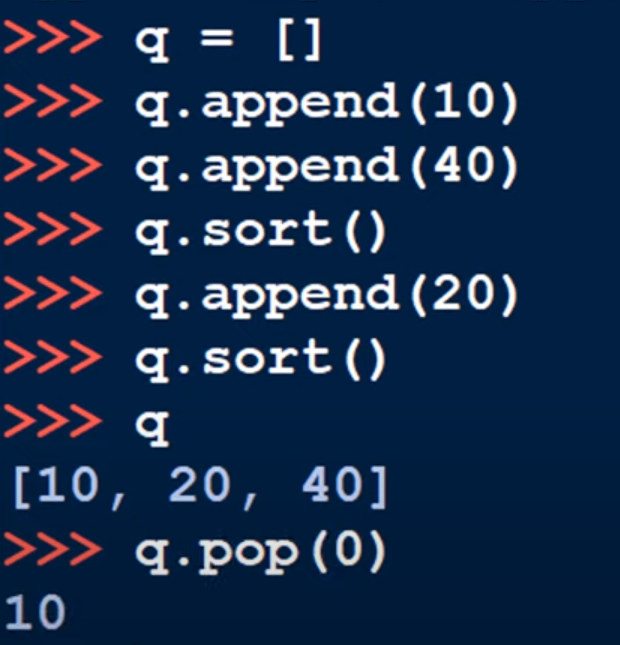 >>> q = []
>>> q.append(10)
>>> q.append(40)
>>> q.sort()
>>> q.append(20)
>>> q.sort()
>>> q
[10, 20, 40]
>>> q.pop(0)
10